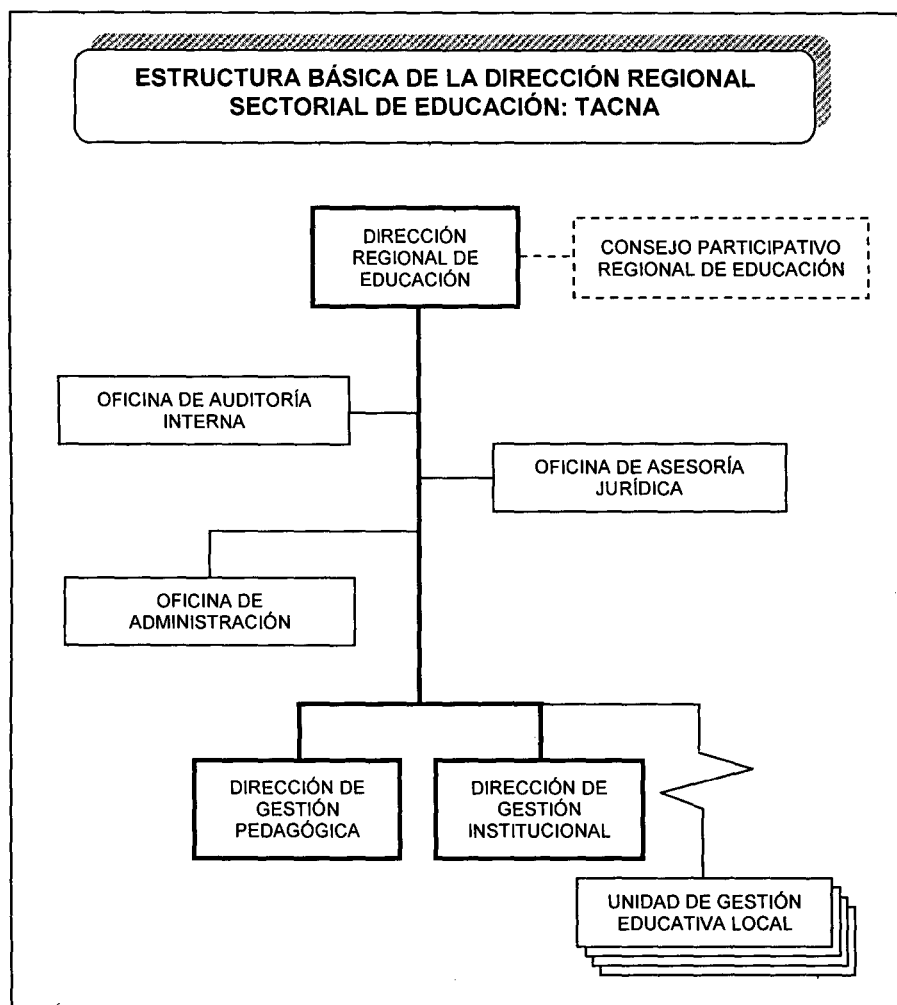 ESTRUCTURA BÁSICA DE LA DIRECCIÓN REGIONAL
SECTORIAL DE EDUCACIÓN: TACNA
DIRECCIÓN
REGIONAL DE
EDUCACIÓN
CONSEJO PARTICIPATIVO
REGIONAL DE EDUCACIÓN
OFICINA DE AUDITORÍA
INTERNA
OFICINA DE ASESORÍA
JURÍDICA
OFICINA DE
ADMINISTRACIÓN
DIRECCIÓN DE
GESTIÓN
PEDAGÓGICA
DIRECCIÓN DE
GESTIÓN
INSTITUCIONAL
UNIDAD DE GESTIÓN
EDUCATIVA LOCAL